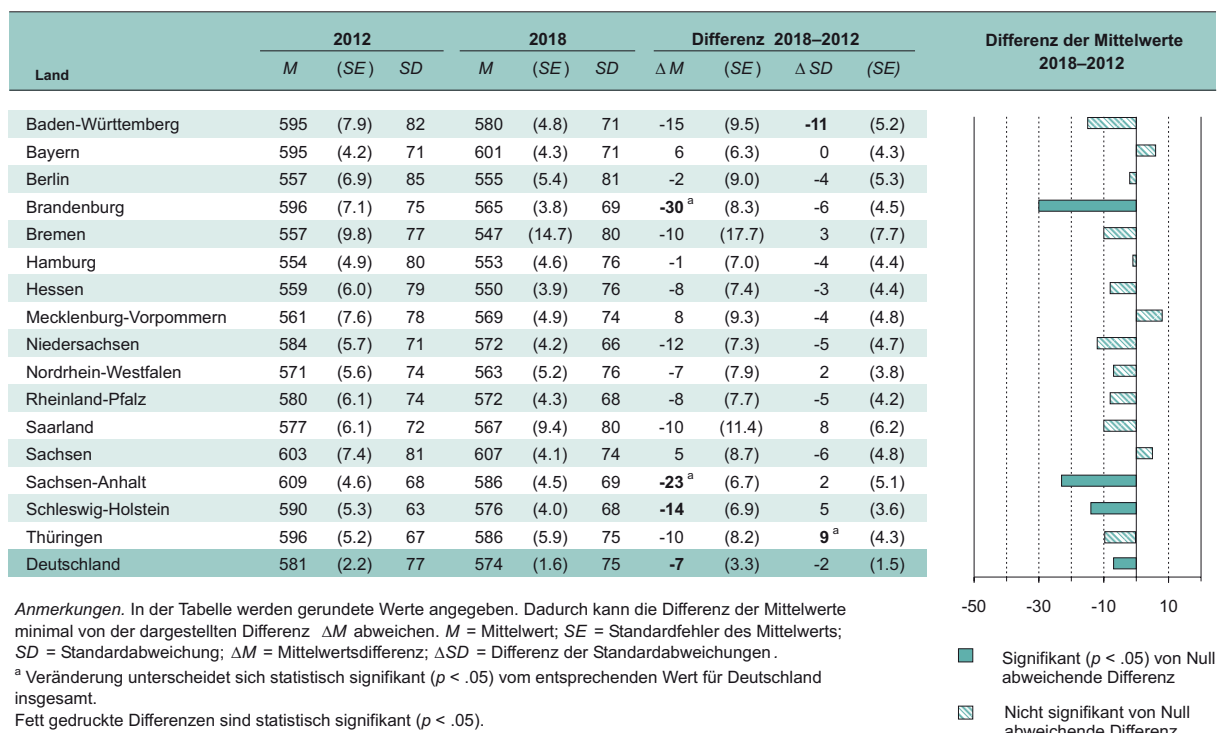 2012 2018 Differenz 2018–2012 Differenz der Mittelwerte
2018–2012
Land M (SE) SD M (SE) SD Δ M (SE) Δ SD (SE)
Baden-Württemberg 595 (7.9) 82 580 (4.8) 71 -15 (9.5) -11 (5.2)
Bayern 595 (4.2) 71 601 (4.3) 71 6 (6.3) 0 (4.3)
Berlin 557 (6.9) 85 555 (5.4) 81 -2 (9.0) -4 (5.3)
Brandenburg 596 (7.1) 75 565 (3.8) 69 -30 a (8.3) -6 (4.5)
Bremen 557 (9.8) 77 547 (14.7) 80 -10 (17.7) 3 (7.7)
Hamburg 554 (4.9) 80 553 (4.6) 76 -1 (7.0) -4 (4.4)
Hessen 559 (6.0) 79 550 (3.9) 76 -8 (7.4) -3 (4.4)
Mecklenburg-Vorpommern 561 (7.6) 78 569 (4.9) 74 8 (9.3) -4 (4.8)
Niedersachsen 584 (5.7) 71 572 (4.2) 66 -12 (7.3) -5 (4.7)
Nordrhein-Westfalen 571 (5.6) 74 563 (5.2) 76 -7 (7.9) 2 (3.8)
Rheinland-Pfalz 580 (6.1) 74 572 (4.3) 68 -8 (7.7) -5 (4.2)
Saarland 577 (6.1) 72 567 (9.4) 80 -10 (11.4) 8 (6.2)
Sachsen 603 (7.4) 81 607 (4.1) 74 5 (8.7) -6 (4.8)
Sachsen-Anhalt 609 (4.6) 68 586 (4.5) 69 -23 a (6.7) 2 (5.1)
Schleswig-Holstein 590 (5.3) 63 576 (4.0) 68 -14 (6.9) 5 (3.6)
Thüringen 596 (5.2) 67 586 (5.9) 75 -10 (8.2) 9 a (4.3)
Deutschland 581 (2.2) 77 574 (1.6) 75 -7 (3.3) -2 (1.5)
-50 -30 -10 10
Anmerkungen. In der Tabelle werden gerundete Werte angegeben. Dadurch kann die Differenz der Mittelwerte
minimal von der dargestellten Differenz ΔM abweichen. M = Mittelwert; SE = Standardfehler des Mittelwerts;
SD = Standardabweichung; ΔM = Mittelwertsdifferenz; ΔSD = Differenz der Standardabweichungen.
a Veränderung unterscheidet sich statistisch signifikant (p < .05) vom entsprechenden Wert für Deutschland
insgesamt.
Fett gedruckte Differenzen sind statistisch signifikant (p < .05).
Signifikant (p < .05) von Null
abweichende Differenz
Nicht signifikant von Null
abweichende Differenz